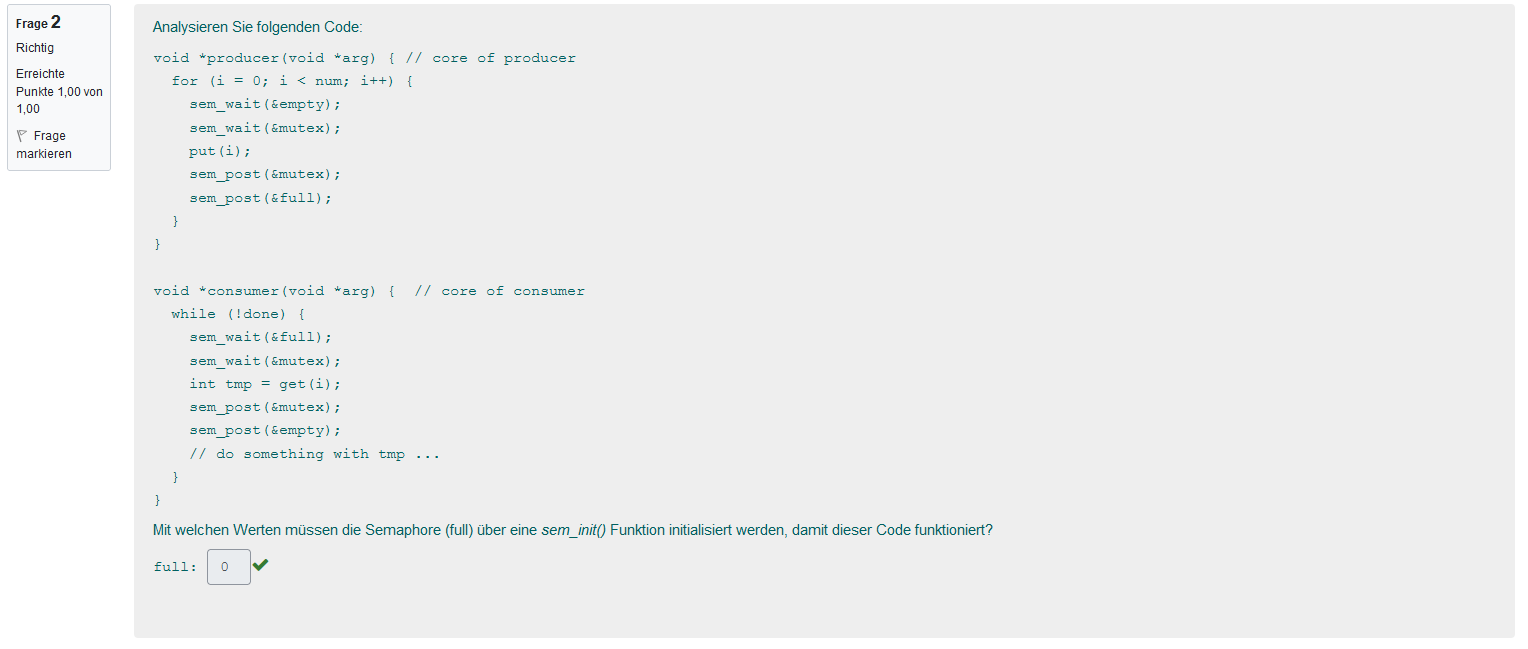 Frage 2
Richtig
Erreichte
Punkte 1,00 von
1,00
Frage
markieren
Analysieren Sie folgenden Code:
void *producer(void *arg) { // core of producer
  for (i = 0; i < num; i++) {
    sem_wait(&empty);
    sem_wait(&mutex);
    put(i);
    sem_post(&mutex);
    sem_post(&full);
  }
}
void *consumer(void *arg) {  // core of consumer
  while (!done) {
    sem_wait(&full);
    sem_wait(&mutex);
    int tmp = get(i);
    sem_post(&mutex);
    sem_post(&empty);
    // do something with tmp ...
  }
}
Mit welchen Werten müssen die Semaphore (full) über eine sem_init() Funktion initialisiert werden, damit dieser Code funktioniert?
full: 0